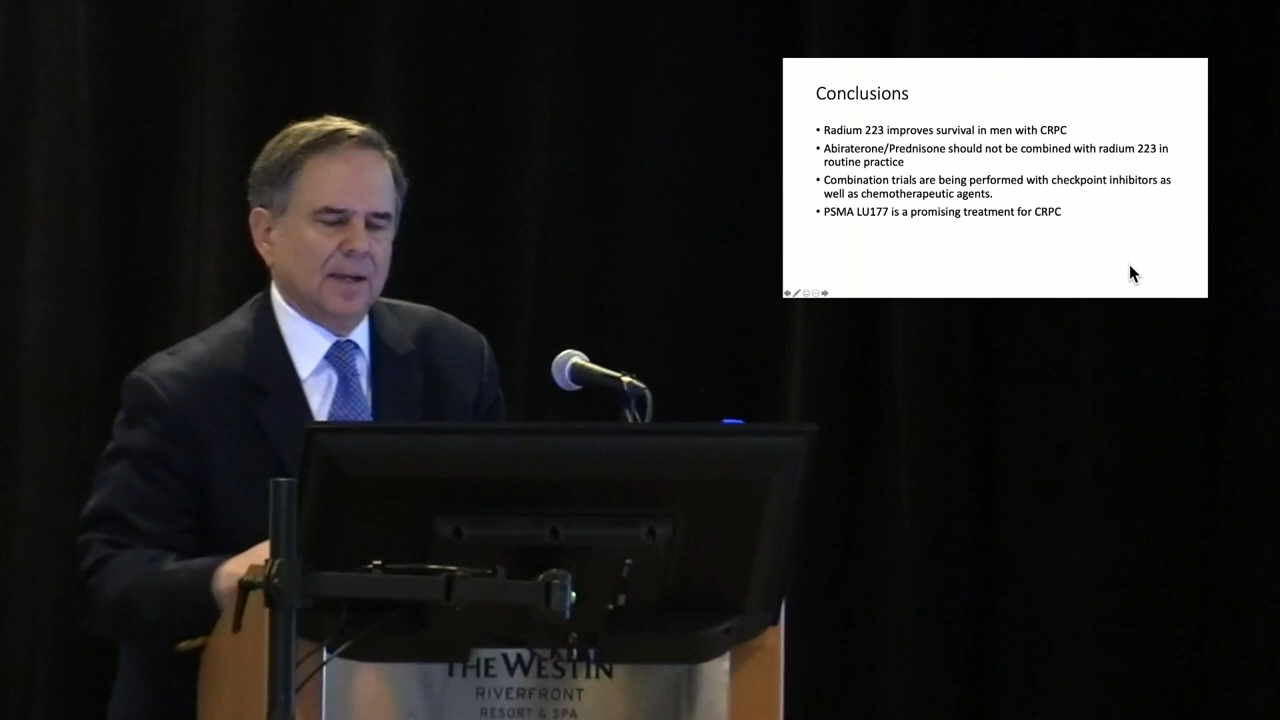 Conclusions
• Radium 223 improves survival in men with CRPC
• Abiraterone/Prednisone should not be combined with radium 223 in
routine practice
• Combination trials are being performed with checkpoint inhibitors as
well as chemotherapeutic agents.
• PSMA LU177 is a promising treatment for CRPC
THE WESTIN
RIVERFRONT
RESORT & SPA